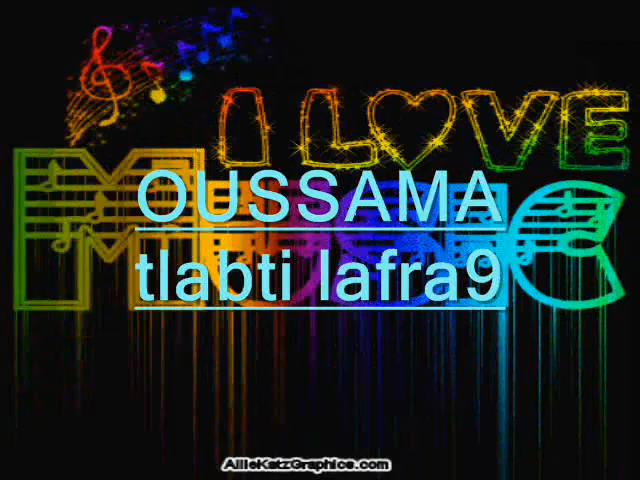 I LOVE
MUSIC
OUSSAMA
tlabti lafra9
AllieKatzGraphics.com